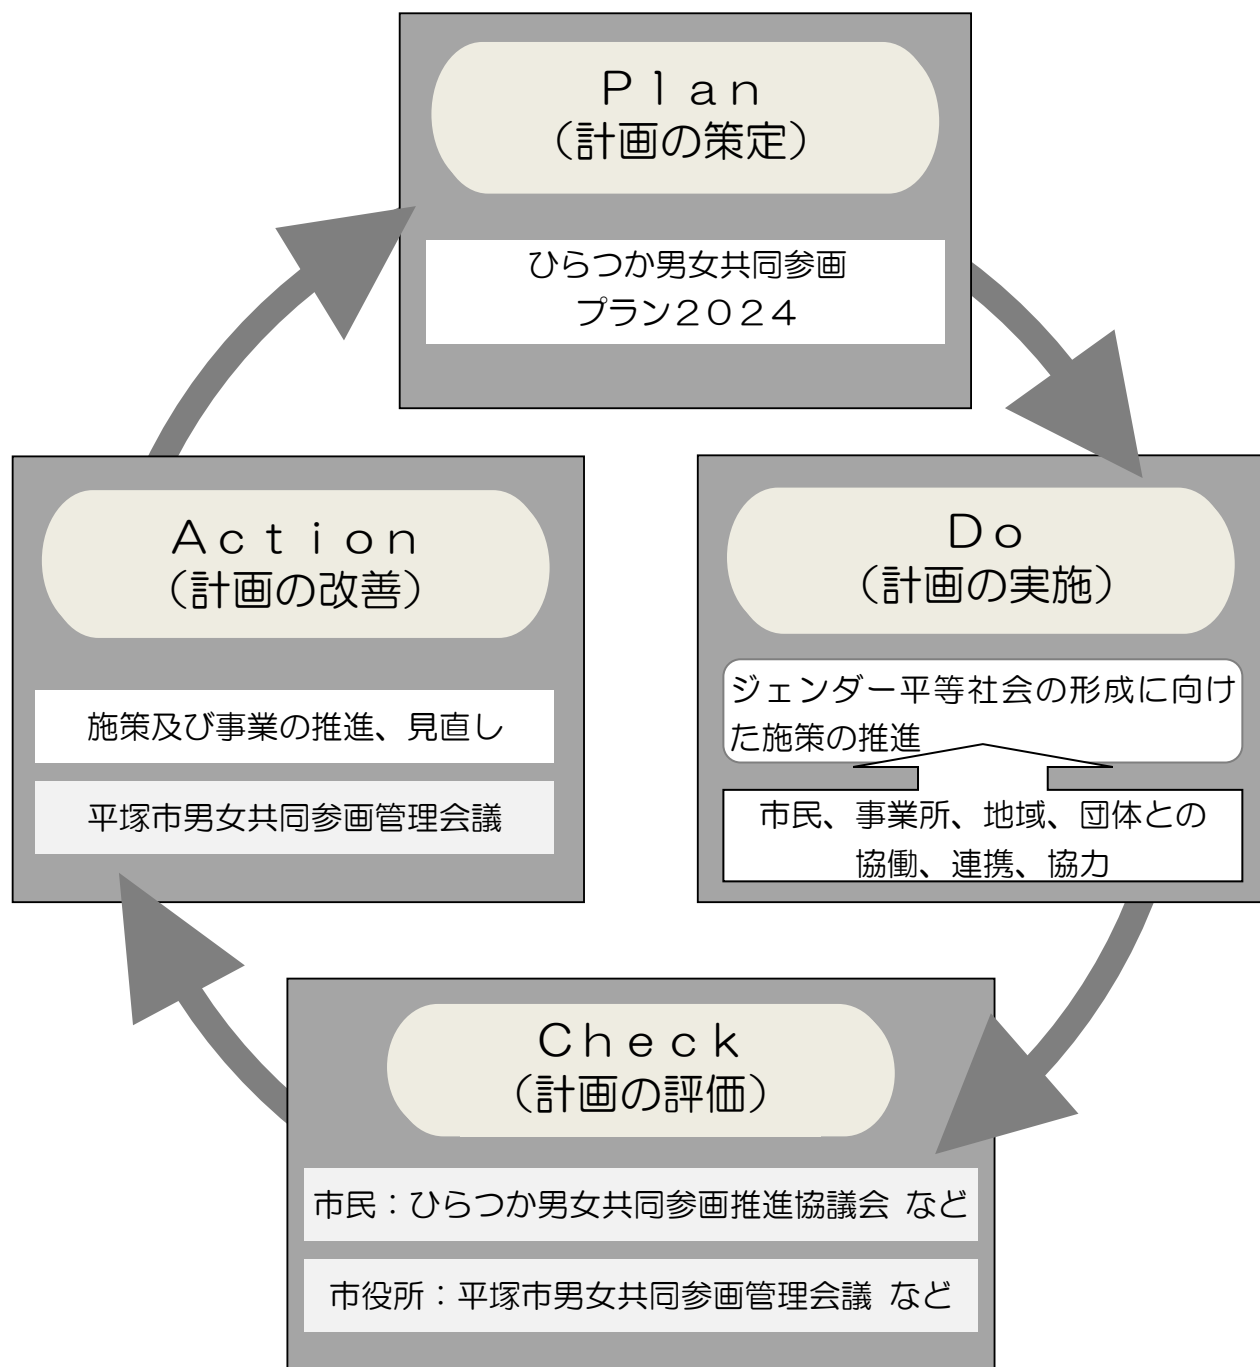 Ｐｌａｎ
（計画の策定）
ひらつか男女共同参画
プラン２０２４
Ｄｏ
（計画の実施）
ジェンダー平等社会の形成に向け
た施策の推進
市民、事業所、地域、団体との
協働、連携、協力
Ｃｈｅｃｋ
（計画の評価）
市民：ひらつか男女共同参画推進協議会 など
市役所：平塚市男女共同参画管理会議 など
Ａｃｔｉｏｎ
（計画の改善）
施策及び事業の推進、見直し
平塚市男女共同参画管理会議